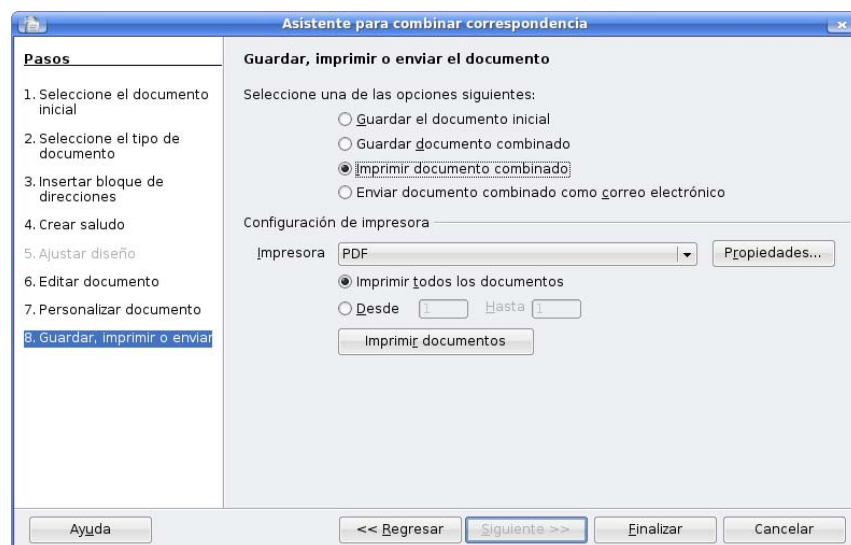 Asistente para combinar correspondencia
Pasos
1. Seleccione el documento
inicial
2. Seleccione el tipo de
documento
3. Insertar bloque de
direcciones
4. Crear saludo
5. Ajustar diseño
6. Editar documento
7. Personalizar documento
8. Guardar, imprimir o enviar
Guardar, imprimir o enviar el documento
Seleccione una de las opciones siguientes:
Guardar el documento inicial
Guardar documento combinado
Imprimir documento combinado
Enviar documento combinado como correo electrónico
Configuración de impresora
Impresora PDF Propiedades...
Imprimir todos los documentos
Desde 1 Hasta 1
Imprimir documentos
Ayuda << Regresar Siguiente >> Finalizar Cancelar